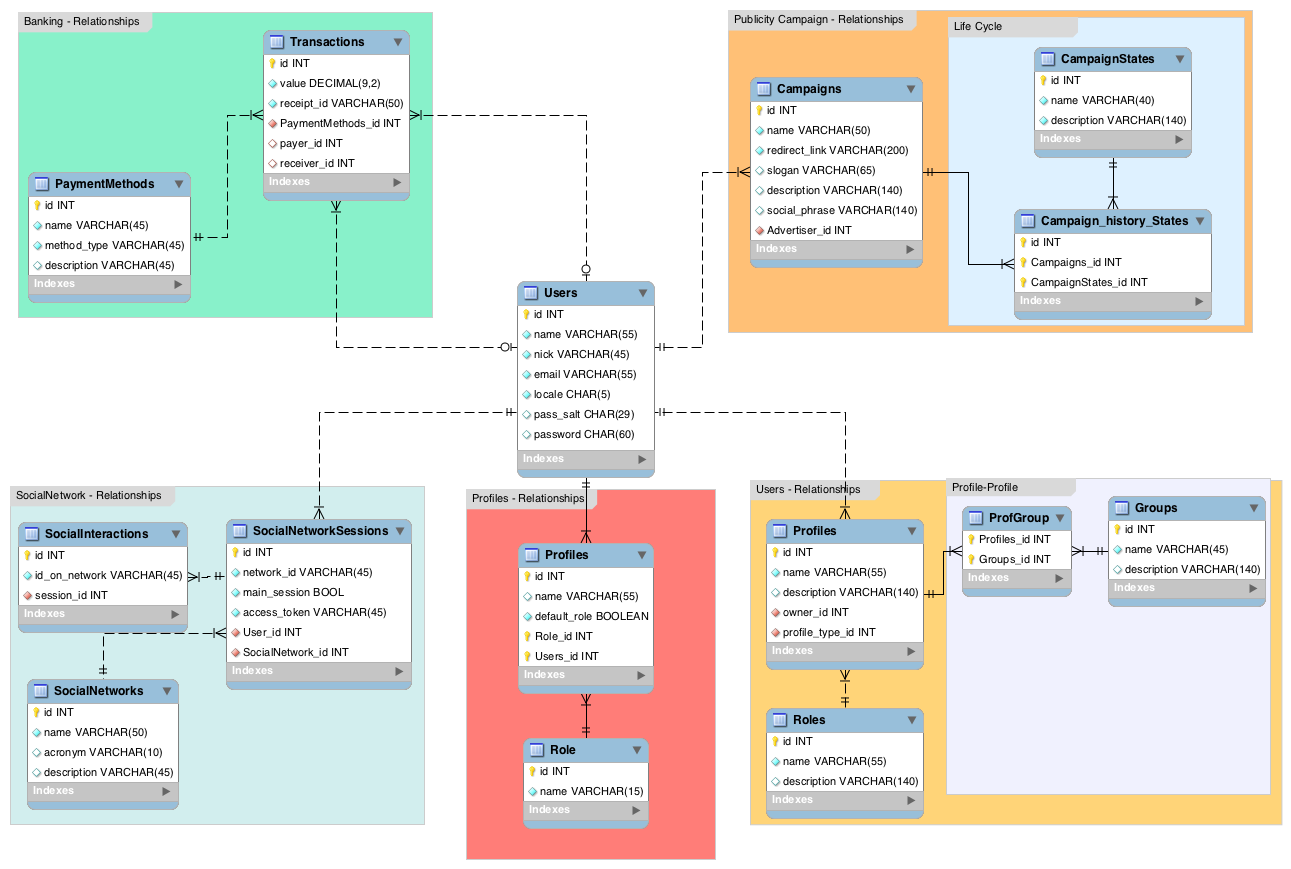 Banking - Relationships
Transactions
id INT
value DECIMAL(9,2)
receipt_id VARCHAR(50)
PaymentMethods_id INT
payer_id INT
receiver_id INT
Indexes
PaymentMethods
id INT
name VARCHAR(45)
method_type VARCHAR(45)
description VARCHAR(45)
Indexes
Publicity Campaign - Relationships
Campaigns
id INT
name VARCHAR(50)
redirect_link VARCHAR(200)
slogan VARCHAR(65)
description VARCHAR(140)
social_phrase VARCHAR(140)
Advertiser_id INT
Indexes
Life Cycle
CampaignStates
id INT
name VARCHAR(40)
description VARCHAR(140)
Indexes
Campaign_history_States
id INT
Campaigns_id INT
CampaignStates_id INT
Indexes
Users
id INT
name VARCHAR(55)
nick VARCHAR(45)
email VARCHAR(55)
locale CHAR(5)
pass_salt CHAR(29)
password CHAR(60)
Indexes
SocialNetwork - Relationships
SocialInteractions
id INT
id_on_network VARCHAR(45)
session_id INT
Indexes
SocialNetworkSessions
id INT
network_id VARCHAR(45)
main_session BOOL
access_token VARCHAR(45)
User_id INT
SocialNetwork_id INT
Indexes
SocialNetworks
id INT
name VARCHAR(50)
acronym VARCHAR(10)
description VARCHAR(45)
Indexes
Profiles - Relationships
Profiles
id INT
name VARCHAR(55)
default_role BOOLEAN
Role_id INT
Users_id INT
Indexes
Role
id INT
name VARCHAR(15)
Indexes
Users - Relationships
Profiles
id INT
name VARCHAR(55)
description VARCHAR(140)
owner_id INT
profile_type_id INT
Indexes
Roles
id INT
name VARCHAR(55)
description VARCHAR(140)
Indexes
Profile-Profile
ProfGroup
Profiles_id INT
Groups_id INT
Indexes
Groups
id INT
name VARCHAR(45)
description VARCHAR(140)
Indexes